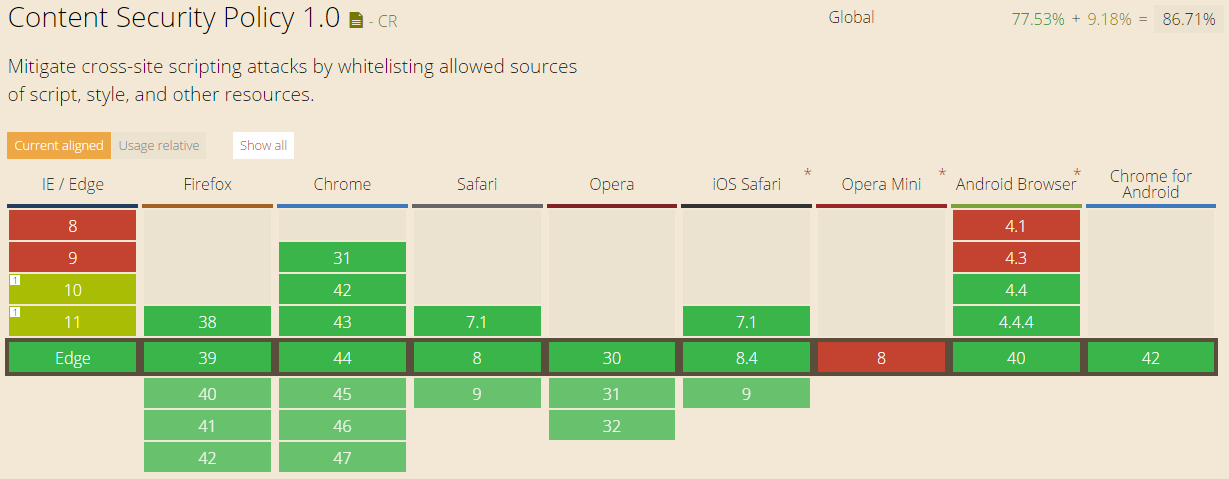 Content Security Policy 1.0 - CR
Global 77.53% + 9.18% = 86.71%
Mitigate cross-site scripting attacks by whitelisting allowed sources
of script, style, and other resources.
Current aligned Usage relative Show all
IE / Edge Firefox Chrome Safari Opera iOS Safari * Opera Mini * Android Browser * Chrome for Android
8 4.1
9 31 4.3
1 10 42 4.4
1 11 38 43 7.1 7.1 4.4.4
Edge 39 44 8 30 8.4 8 40 42
40 45 9 31 9
41 46 32
42 47